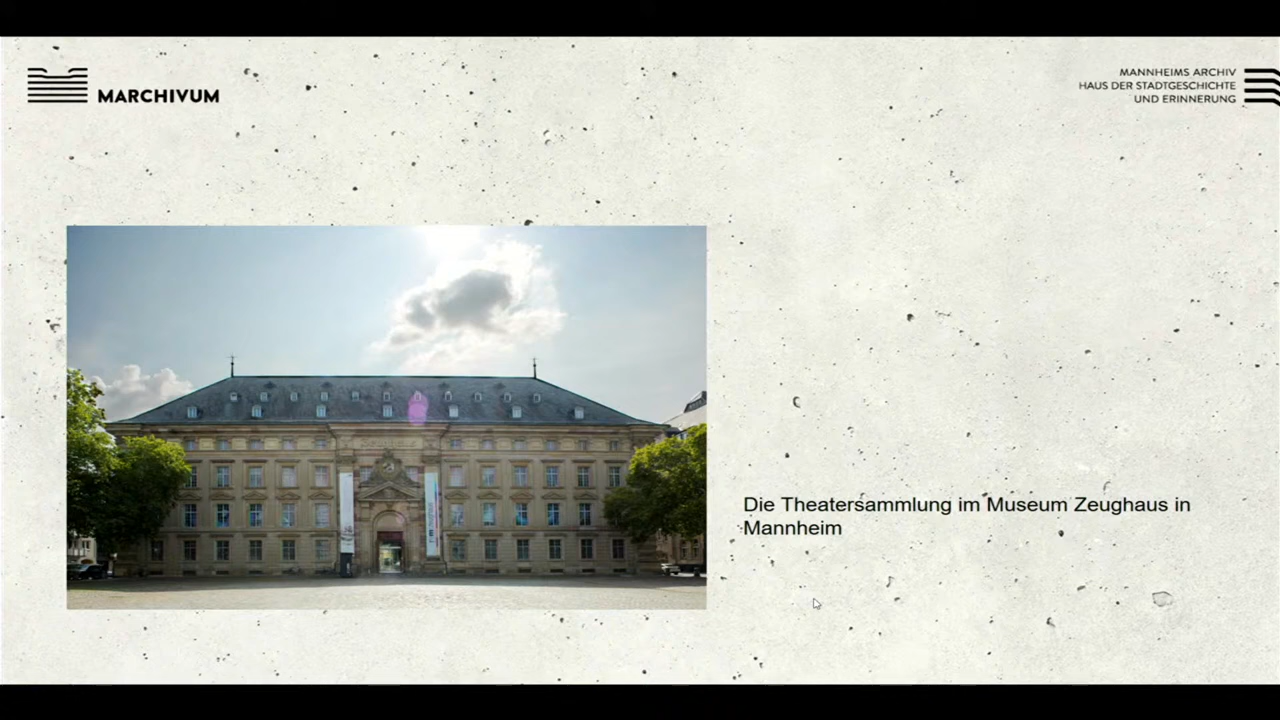 MARCHIVUM
MANNHEIMS ARCHIV
HAUS DER STADTGESCHICHTE
UND ERINNERUNG
Die Theatersammlung im Museum Zeughaus in
Mannheim